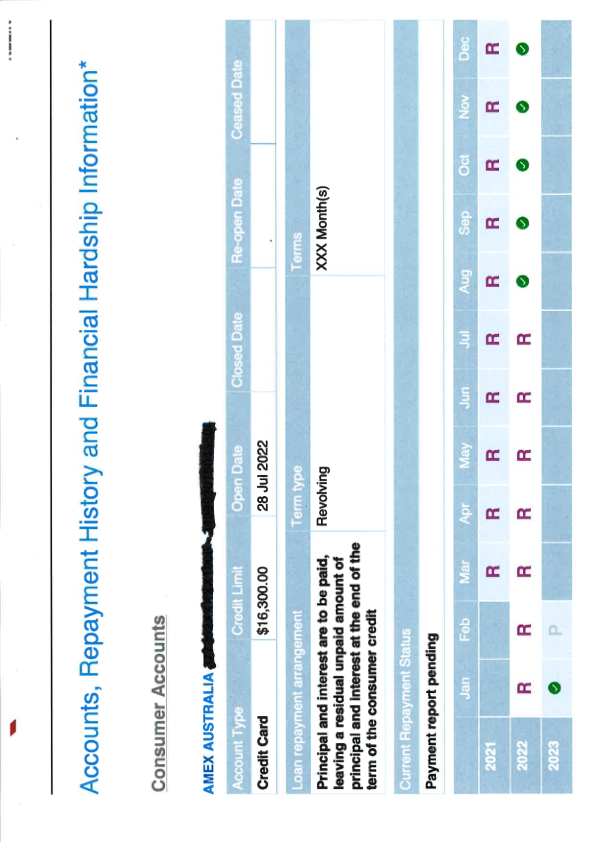 Accounts, Repayment History and Financial Hardship Information*
Consumer Accounts
AMEX AUSTRALIA
Account Type Credit Limit Open Date Closed Date Re-open Date Ceased Date
Credit Card $16,300.00 28 Jul 2022
Loan repayment arrangement Term type Terms
Principal and interest are to be paid, Revolving XXX Month(s)
leaving a residual unpaid amount of
principal and interest at the end of the
term of the consumer credit
Current Repayment Status
Payment report pending
Jan Feb Mar Apr May Jun Jul Aug Sep Oct Nov Dec
2021 R R R R R R R R R R
2022 R R R R R R R ✓ ✓ ✓ ✓ ✓
2023 ✓ P